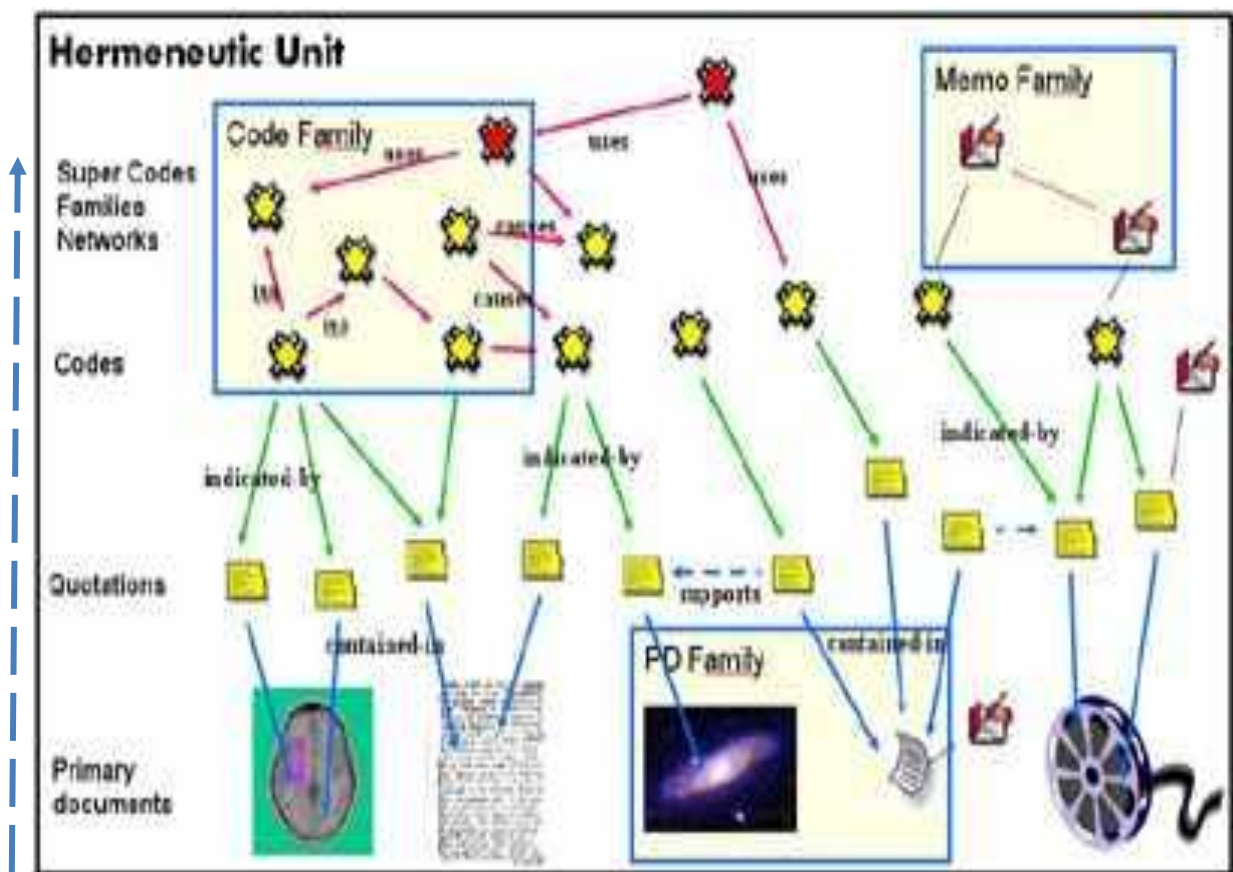 Hermeneutic Unit
Memo Family
Code Family
uses
uses
uses
Super Codes
Families
Networks
causes
causes
Codes
indicated-by
indicated-by
indicated-by
Quotations
supports
contained-in
contained-in
PD Family
Primary
documents